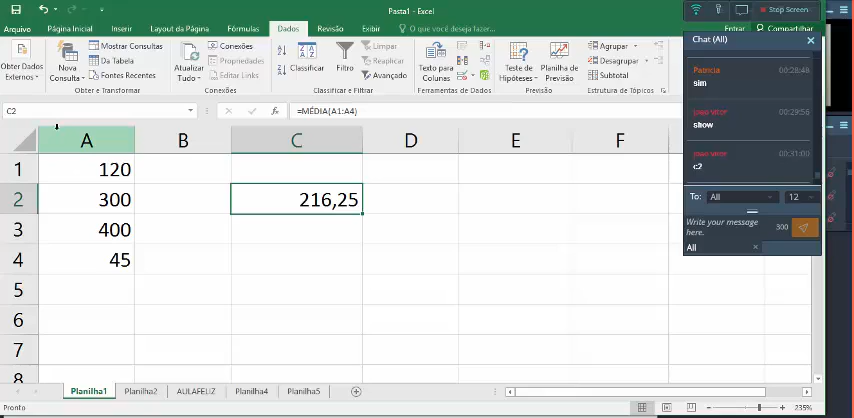 Pasta1 - Excel
Stop Screen
Arquivo
Página Inicial
Inserir
Layout da Página
Fórmulas
Dados
Revisão
Exibir
O que você deseja fazer...
Entrar
Compartilhar
Obter Dados
Externos
Nova
Consulta
Mostrar Consultas
Da Tabela
Fontes Recentes
Obter e Transformar
Atualizar
Tudo
Conexões
Propriedades
Editar Links
Conexões
Classificar
Filtro
Limpar
Reaplicar
Avançado
Classificar e Filtrar
Texto para
Colunas
Ferramentas de Dados
Teste de
Hipóteses
Planilha de
Previsão
Previsão
Agrupar
Desagrupar
Subtotal
Estrutura de Tópicos
C2
fx
=MÉDIA(A1:A4)
A B C D E F
1 120
2 300 216,25
3 400
4 45
5
6
7
8
Chat (All)
Patricia 00:28:48
sim
00:29:56
show
00:31:00
c2
To: All 12
Write your message
here.
300
All x
Planilha1 Planilha2 AULAFELIZ Planilha4 Planilha5
Pronto
235%